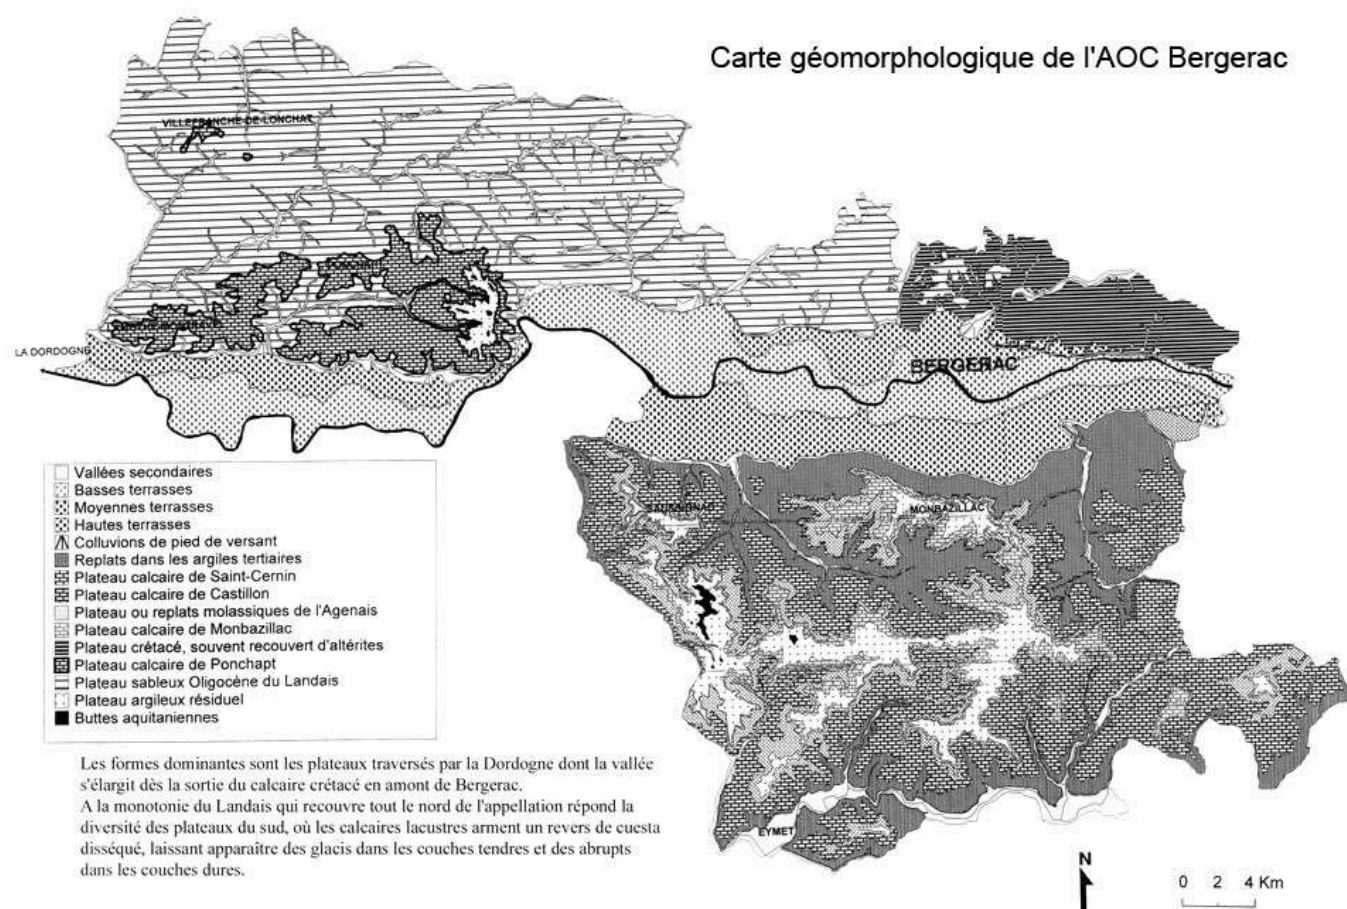 Carte géomorphologique de l'AOC Bergerac
VILLEFRANCHE-DE-LONCHAT
LA DORDOGNE
BERGERAC
SAUSSIGNAC
MONBAZILLAC
EYMET
Vallées secondaires
Basses terrasses
Moyennes terrasses
Hautes terrasses
Colluvions de pied de versant
Replats dans les argiles tertiaires
Plateau calcaire de Saint-Cernin
Plateau calcaire de Castillon
Plateau ou replats molassiques de l'Agenais
Plateau calcaire de Monbazillac
Plateau crétacé, souvent recouvert d'altérites
Plateau calcaire de Ponchapt
Plateau sableux Oligocène du Landais
Plateau argileux résiduel
Buttes aquitaniennes
Les formes dominantes sont les plateaux traversés par la Dordogne dont la vallée
s'élargit dès la sortie du calcaire crétacé en amont de Bergerac.
A la monotonie du Landais qui recouvre tout le nord de l'appellation répond la
diversité des plateaux du sud, où les calcaires lacustres arment un revers de cuesta
disséqué, laissant apparaître des glacis dans les couches tendres et des abrupts
dans les couches dures.
N
0 2 4 Km